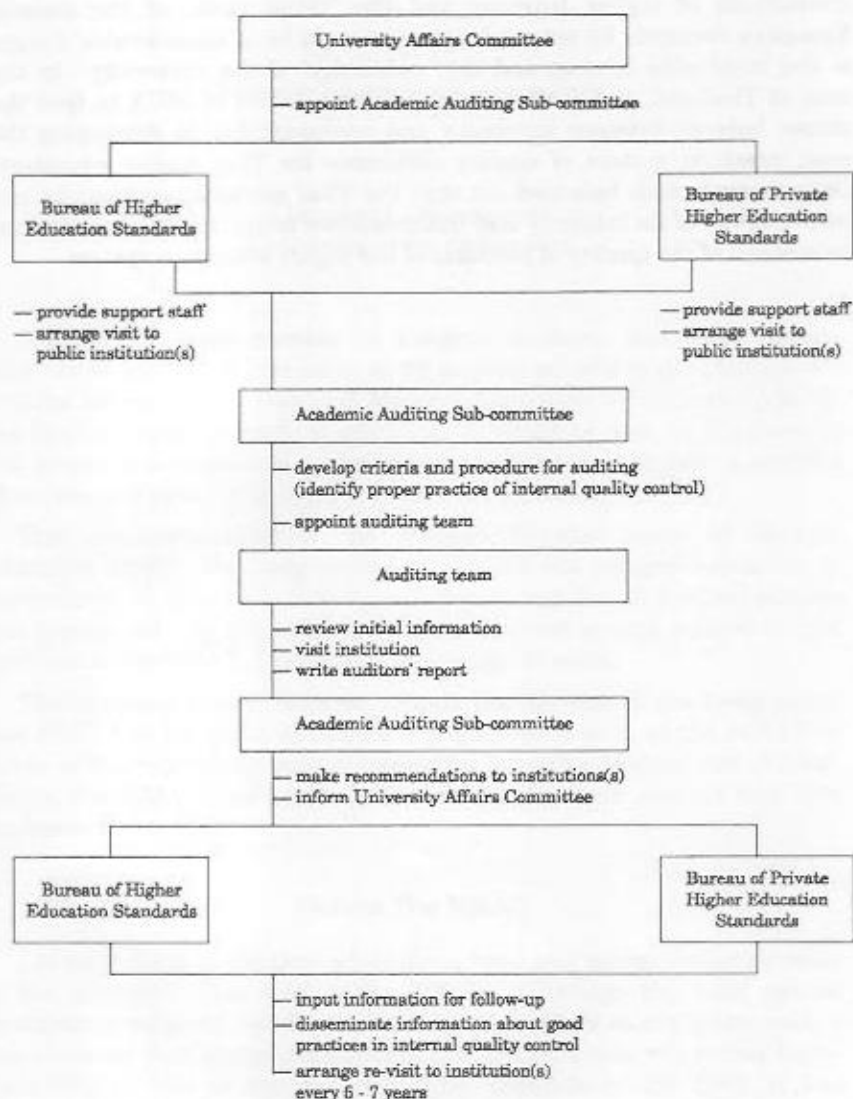 University Affairs Committee
— appoint Academic Auditing Sub-committee
Bureau of Higher
Education Standards
Bureau of Private
Higher Education
Standards
— provide support staff
— arrange visit to
public institution(s)
— provide support staff
— arrange visit to
public institution(s)
Academic Auditing Sub-committee
— develop criteria and procedure for auditing
(identify proper practice of internal quality control)
— appoint auditing team
Auditing team
— review initial information
— visit institution
— write auditors' report
Academic Auditing Sub-committee
— make recommendations to institutions(s)
— inform University Affairs Committee
Bureau of Higher
Education Standards
Bureau of Private
Higher Education
Standards
— input information for follow-up
— disseminate information about good
practices in internal quality control
— arrange re-visit to institution(s)
every 5 - 7 years